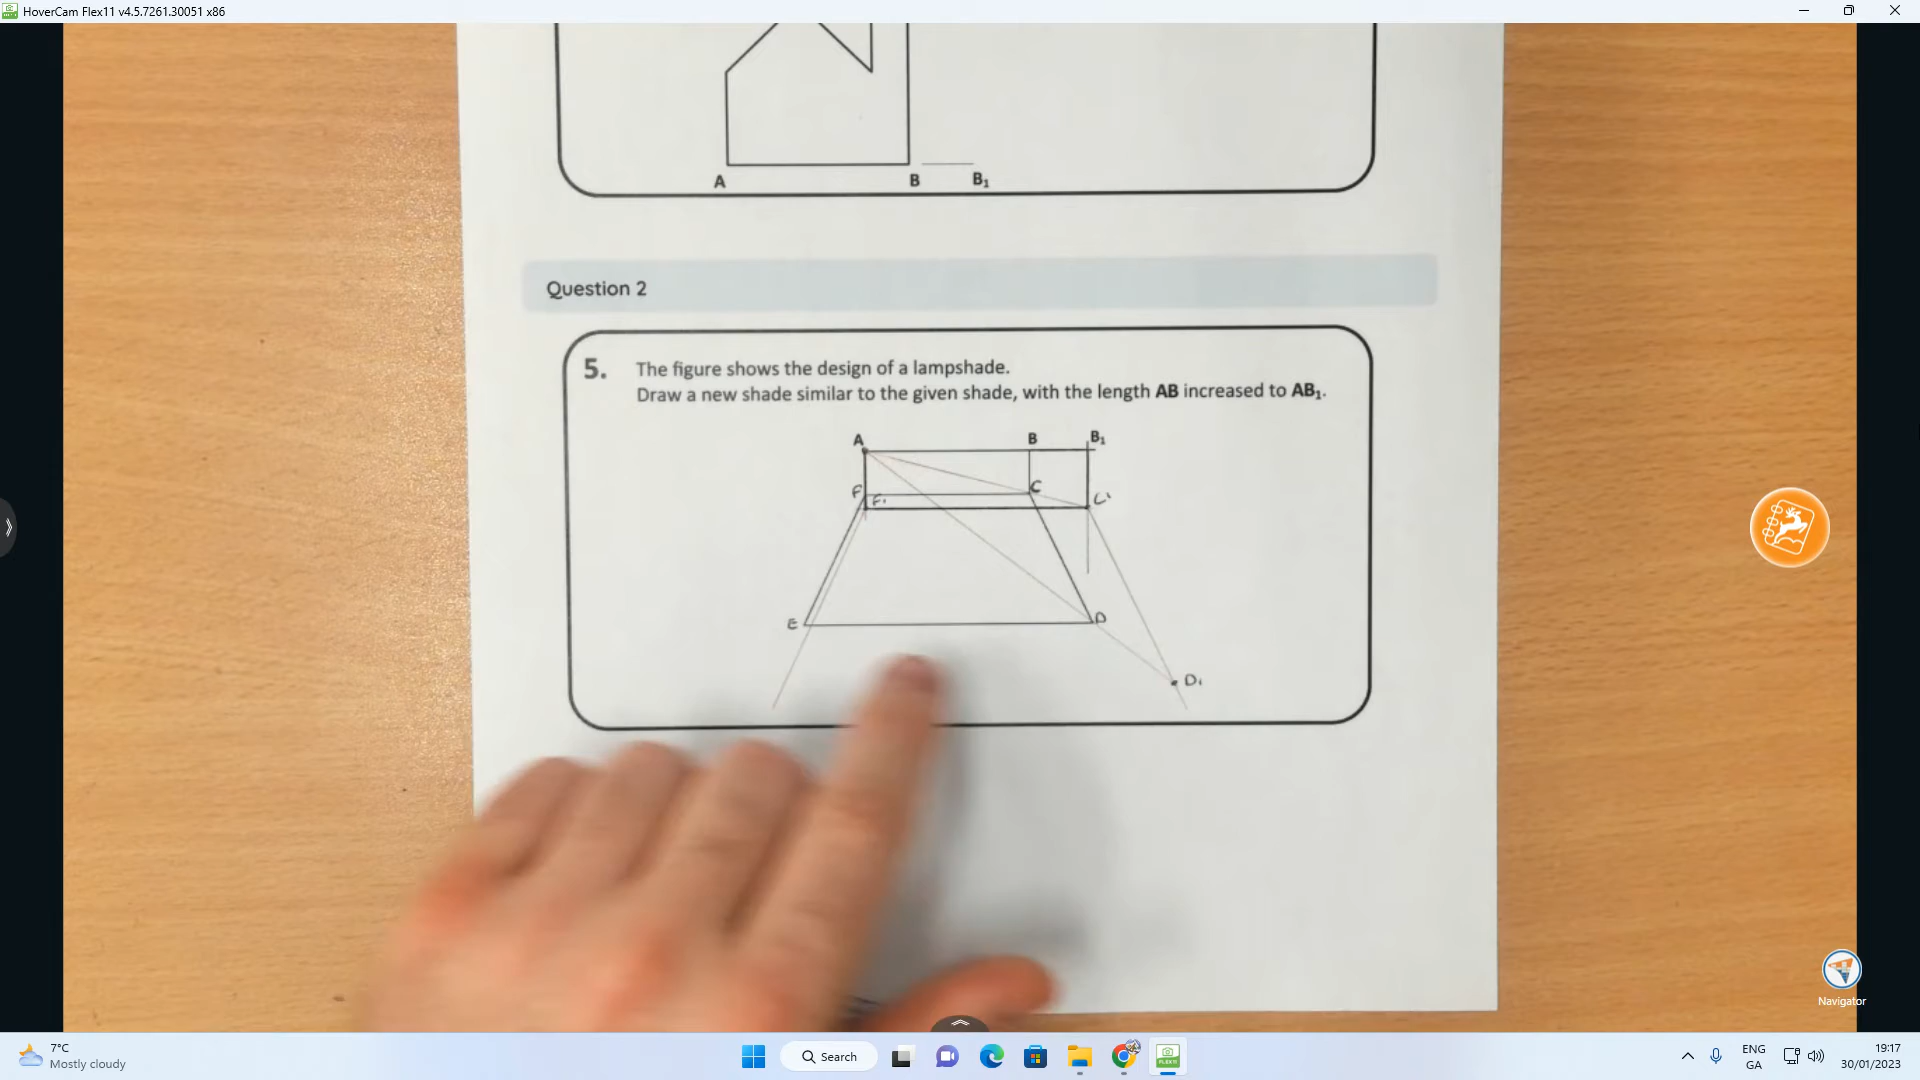 HoverCam Flex11 v4.5.7261.30051 x86
A B B₁
Question 2
5. The figure shows the design of a lampshade.
Draw a new shade similar to the given shade, with the length AB increased to AB₁.
A B B₁
F F₁ C C¹
E D
D₁
Navigator
7°C
Mostly cloudy
Search
FLEX11
ENG
GA
19:17
30/01/2023